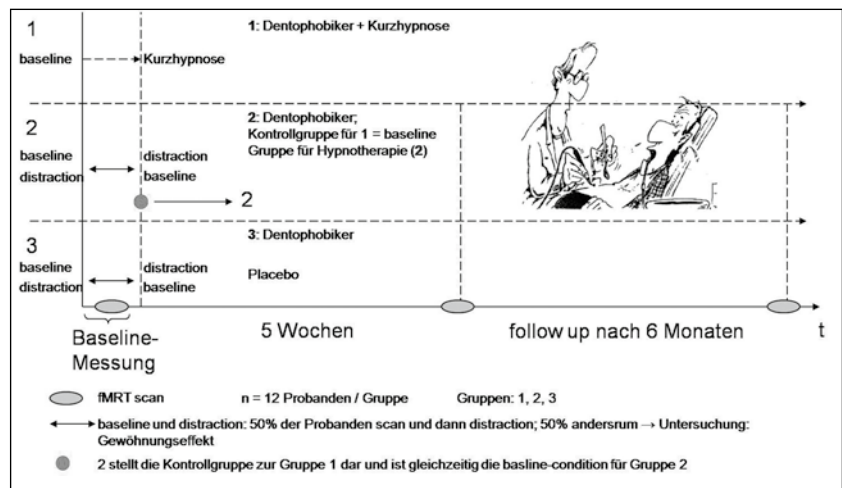 1
1: Dentophobiker + Kurzhypnose
baseline
Kurzhypnose
2
2: Dentophobiker;
Kontrollgruppe für 1 = baseline
Gruppe für Hypnotherapie (2)
baseline
distraction
distraction
baseline
2
3
3: Dentophobiker
baseline
distraction
distraction
baseline
Placebo
Baseline-
Messung
5 Wochen
follow up nach 6 Monaten
t
fMRT scan n = 12 Probanden / Gruppe Gruppen: 1, 2, 3
baseline und distraction: 50% der Probanden scan und dann distraction; 50% andersrum → Untersuchung:
Gewöhnungseffekt
2 stellt die Kontrollgruppe zur Gruppe 1 dar und ist gleichzeitig die basline-condition für Gruppe 2